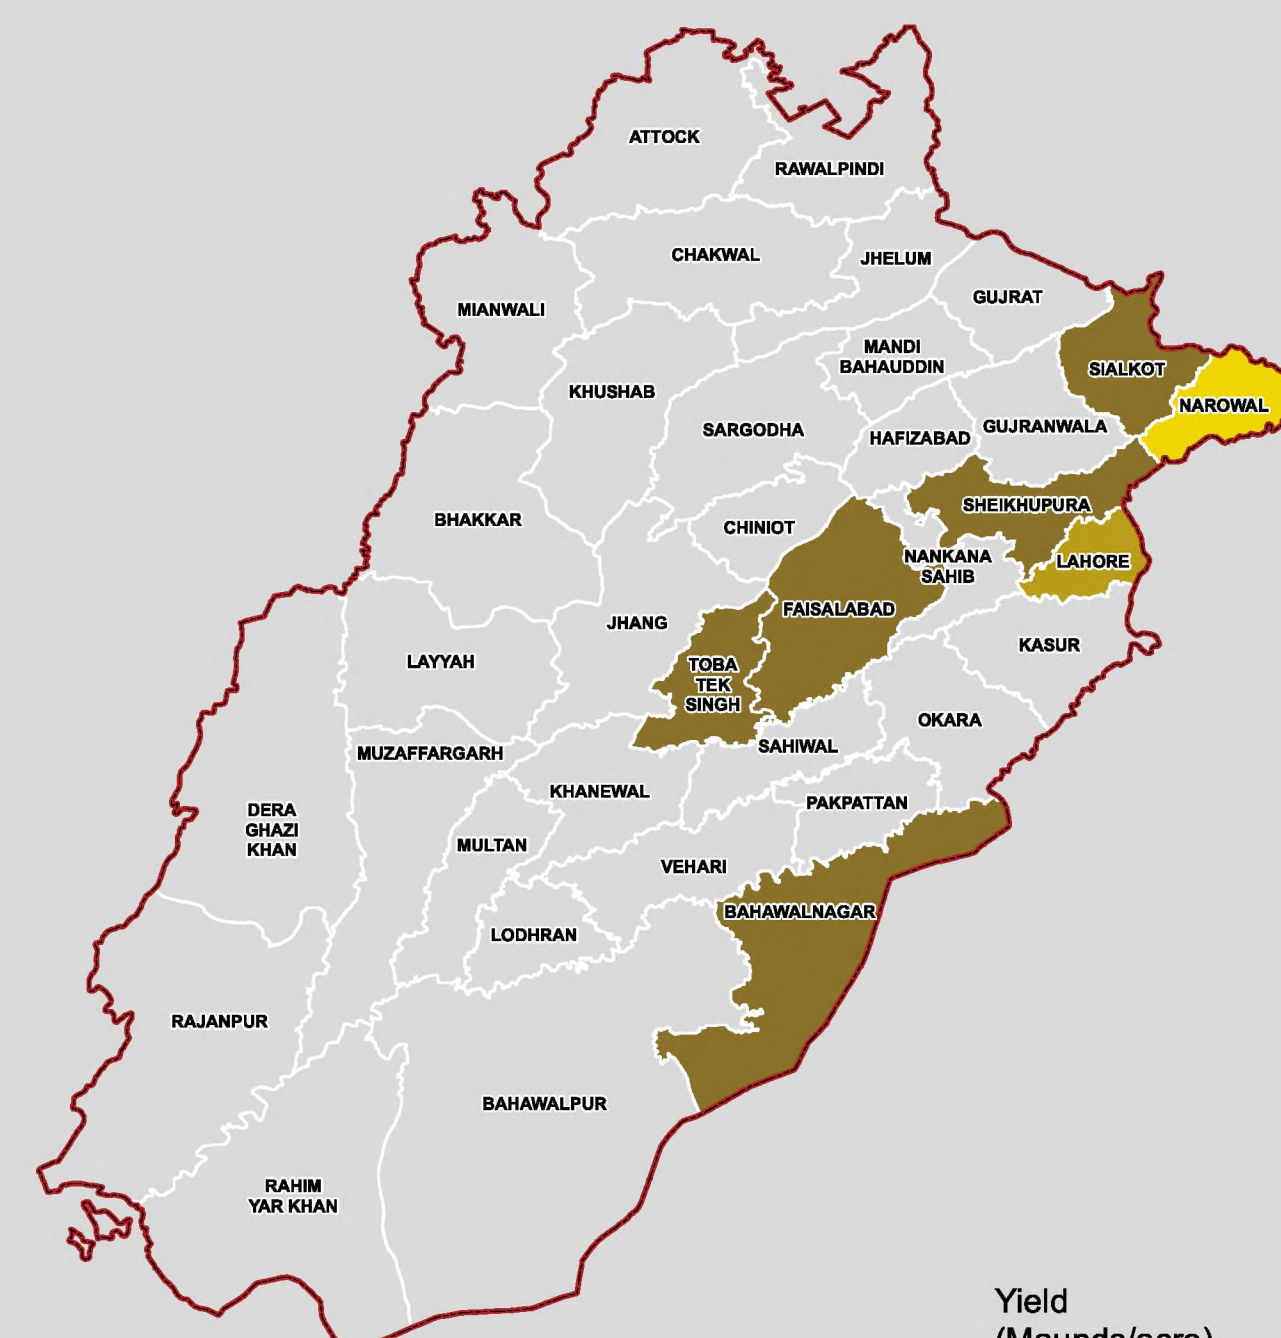 ATTOCK
RAWALPINDI
CHAKWAL
JHELUM
GUJRAT
MIANWALI
MANDI
BAHAUDDIN
SIALKOT
KHUSHAB
NAROWAL
SARGODHA
HAFIZABAD
GUJRANWALA
SHEIKHUPURA
BHAKKAR
CHINIOT
NANKANA
SAHIB
LAHORE
FAISALABAD
JHANG
KASUR
LAYYAH
TOBA
TEK
SINGH
OKARA
SAHIWAL
MUZAFFARGARH
KHANEWAL
PAKPATTAN
DERA
GHAZI
KHAN
MULTAN
VEHARI
BAHAWALNAGAR
LODHRAN
RAJANPUR
BAHAWALPUR
RAHIM
YAR KHAN
Yield
(Maunds/acre)